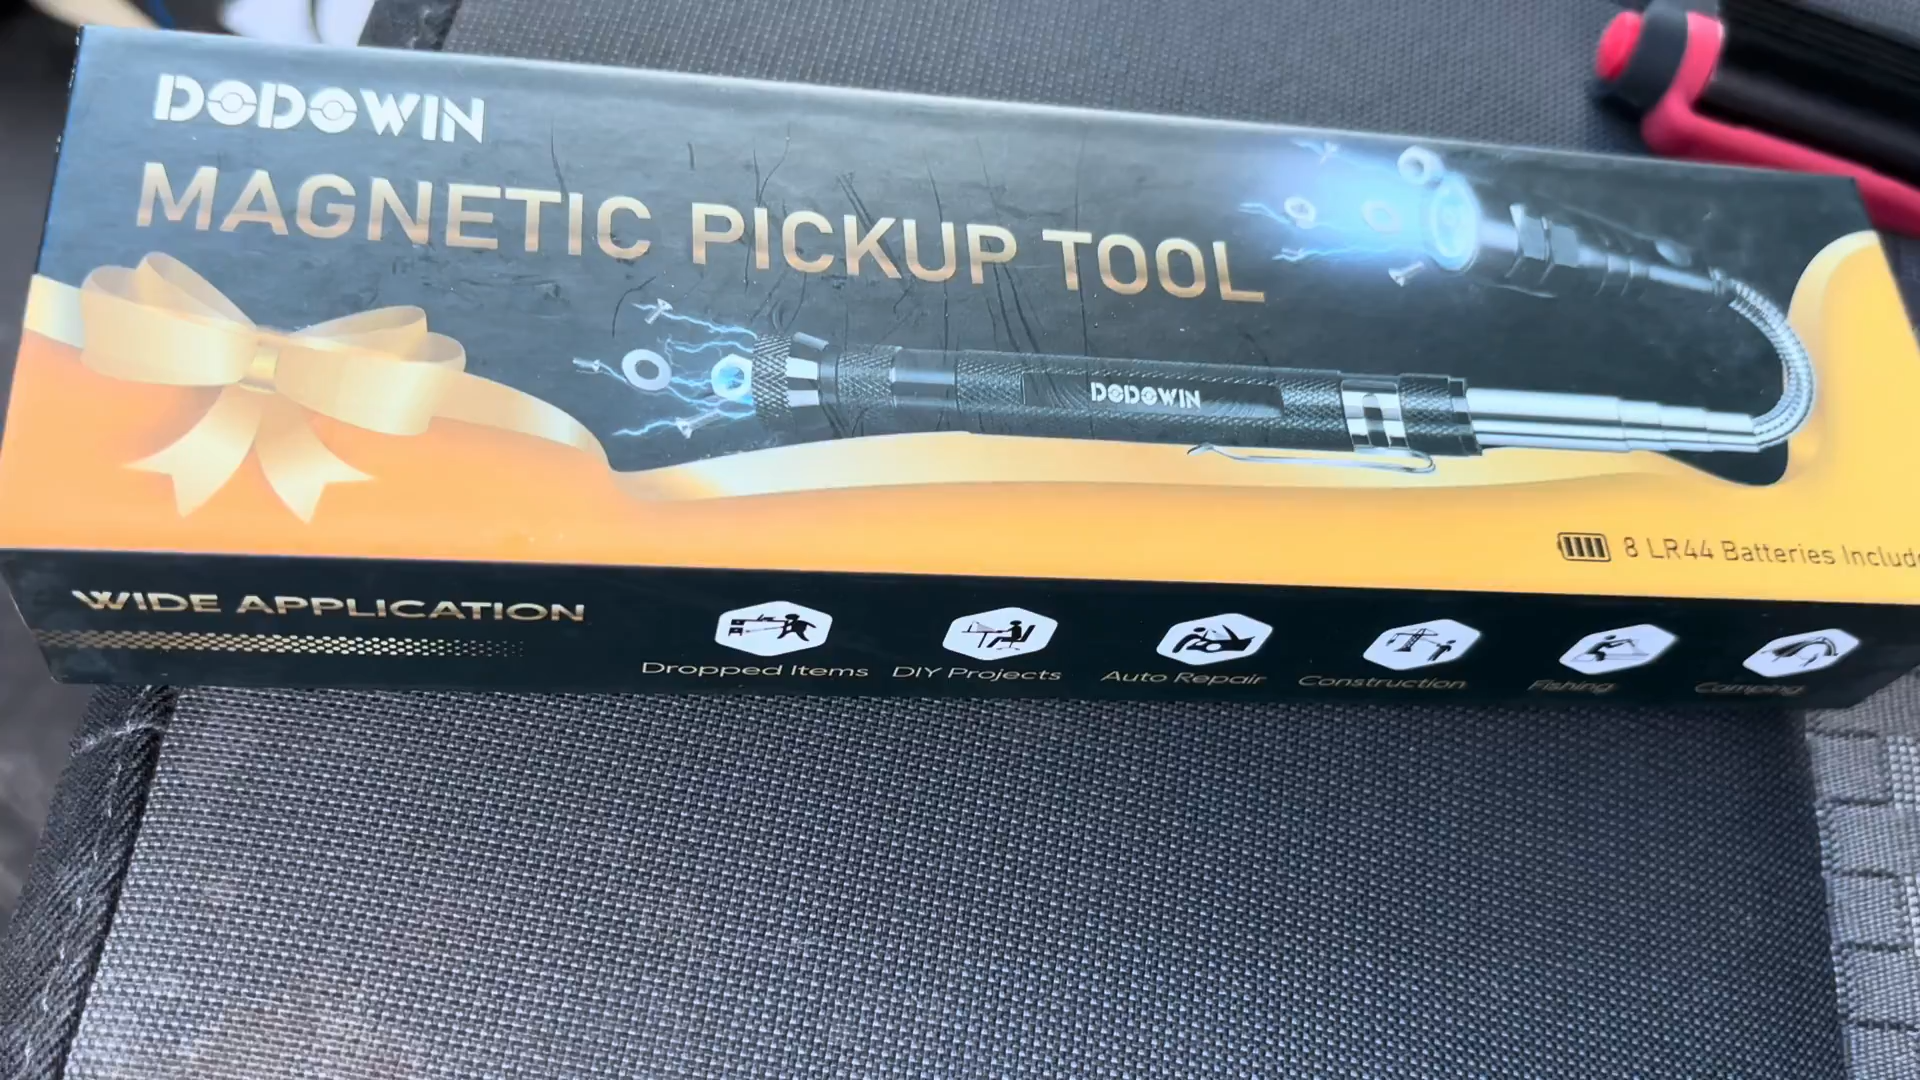 DODOWIN
MAGNETIC PICKUP TOOL
DODOWIN
8 LR44 Batteries Include
WIDE APPLICATION
Dropped Items
DIY Projects
Auto Repair
Construction
Fishing
Camping